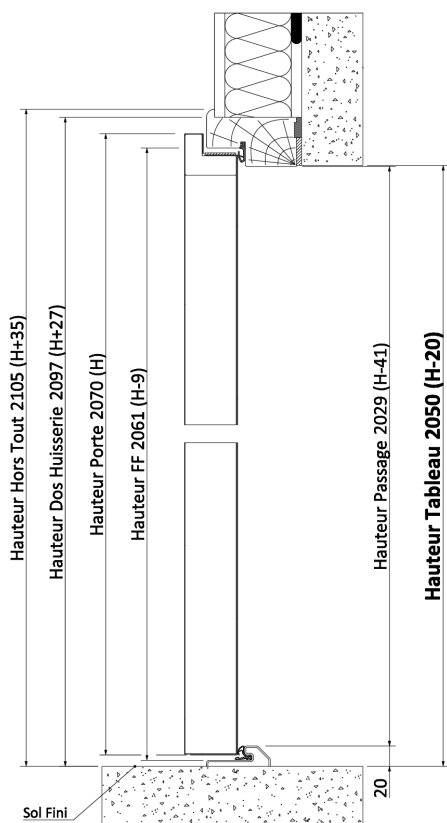 Hauteur Hors Tout 2105 (H+35)
Hauteur Dos Huisserie 2097 (H+27)
Hauteur Porte 2070 (H)
Hauteur FF 2061 (H-9)
Hauteur Passage 2029 (H-41)
Hauteur Tableau 2050 (H-20)
20
Sol Fini